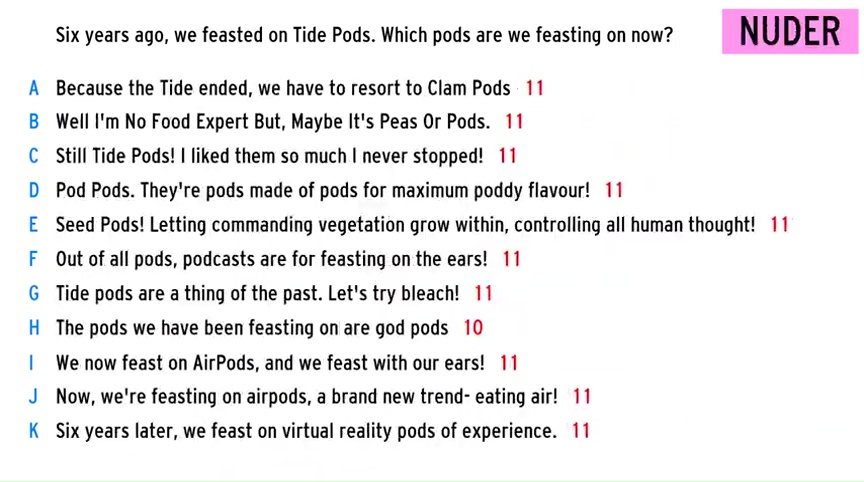 Six years ago, we feasted on Tide Pods. Which pods are we feasting on now?
NUDER
A Because the Tide ended, we have to resort to Clam Pods 11
B Well I'm No Food Expert But, Maybe It's Peas Or Pods. 11
C Still Tide Pods! I liked them so much I never stopped! 11
D Pod Pods. They're pods made of pods for maximum poddy flavour! 11
E Seed Pods! Letting commanding vegetation grow within, controlling all human thought! 11
F Out of all pods, podcasts are for feasting on the ears! 11
G Tide pods are a thing of the past. Let's try bleach! 11
H The pods we have been feasting on are god pods 10
I We now feast on AirPods, and we feast with our ears! 11
J Now, we're feasting on airpods, a brand new trend- eating air! 11
K Six years later, we feast on virtual reality pods of experience. 11